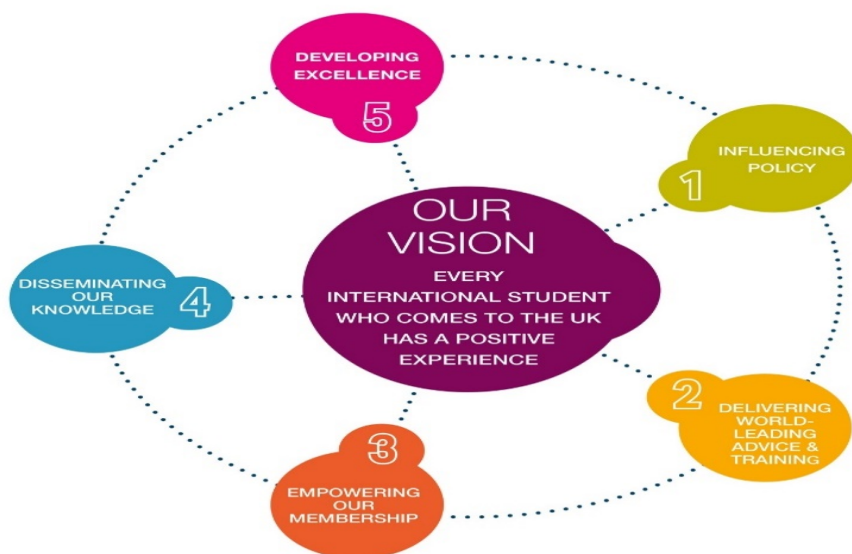 OUR
VISION
EVERY
INTERNATIONAL STUDENT
WHO COMES TO THE UK
HAS A POSITIVE
EXPERIENCE
1
INFLUENCING
POLICY
2
DELIVERING
WORLD-
LEADING
ADVICE &
TRAINING
3
EMPOWERING
OUR
MEMBERSHIP
4
DISSEMINATING
OUR
KNOWLEDGE
5
DEVELOPING
EXCELLENCE